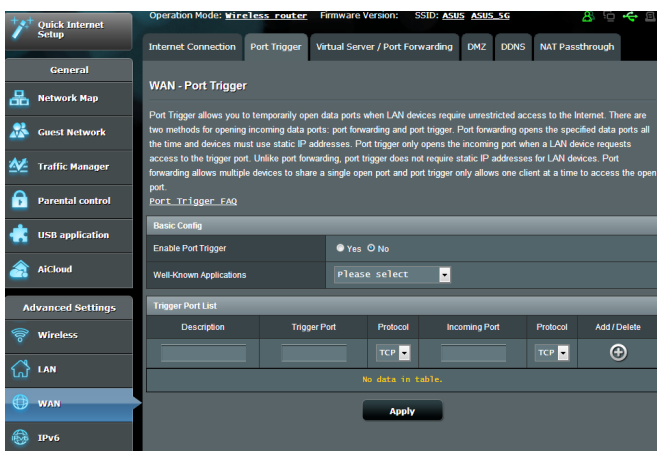 Operation Mode: Wireless router Firmware Version: SSID: ASUS ASUS_5G
Quick Internet
Setup
Internet Connection Port Trigger Virtual Server / Port Forwarding DMZ DDNS NAT Passthrough
General
Network Map
Guest Network
Traffic Manager
Parental control
USB application
AiCloud
Advanced Settings
Wireless
LAN
WAN
IPv6
WAN - Port Trigger
Port Trigger allows you to temporarily open data ports when LAN devices require unrestricted access to the Internet. There are
two methods for opening incoming data ports: port forwarding and port trigger. Port forwarding opens the specified data ports all
the time and devices must use static IP addresses. Port trigger only opens the incoming port when a LAN device requests
access to the trigger port. Unlike port forwarding, port trigger does not require static IP addresses for LAN devices. Port
forwarding allows multiple devices to share a single open port and port trigger only allows one client at a time to access the open
port.
Port Trigger FAQ
Basic Config
Enable Port Trigger Yes No
Well-Known Applications Please select
Trigger Port List
Description Trigger Port Protocol Incoming Port Protocol Add / Delete
TCP TCP
No data in table.
Apply